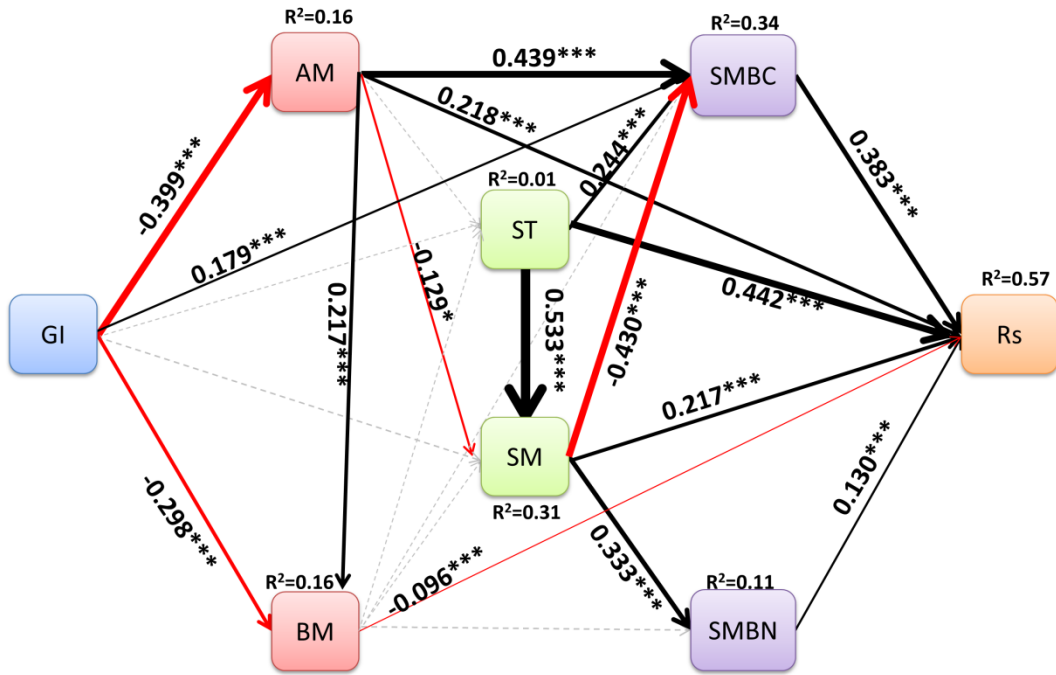 R²=0.16
AM
R²=0.34
SMBC
0.439***
0.218***
0.244***
0.383***
-0.399***
0.179***
R²=0.01
ST
-0.129*
0.217***
0.533***
-0.430***
0.442***
R²=0.57
Rs
GI
0.217***
SM
R²=0.31
0.130***
-0.298***
0.333***
-0.096***
R²=0.16
BM
R²=0.11
SMBN